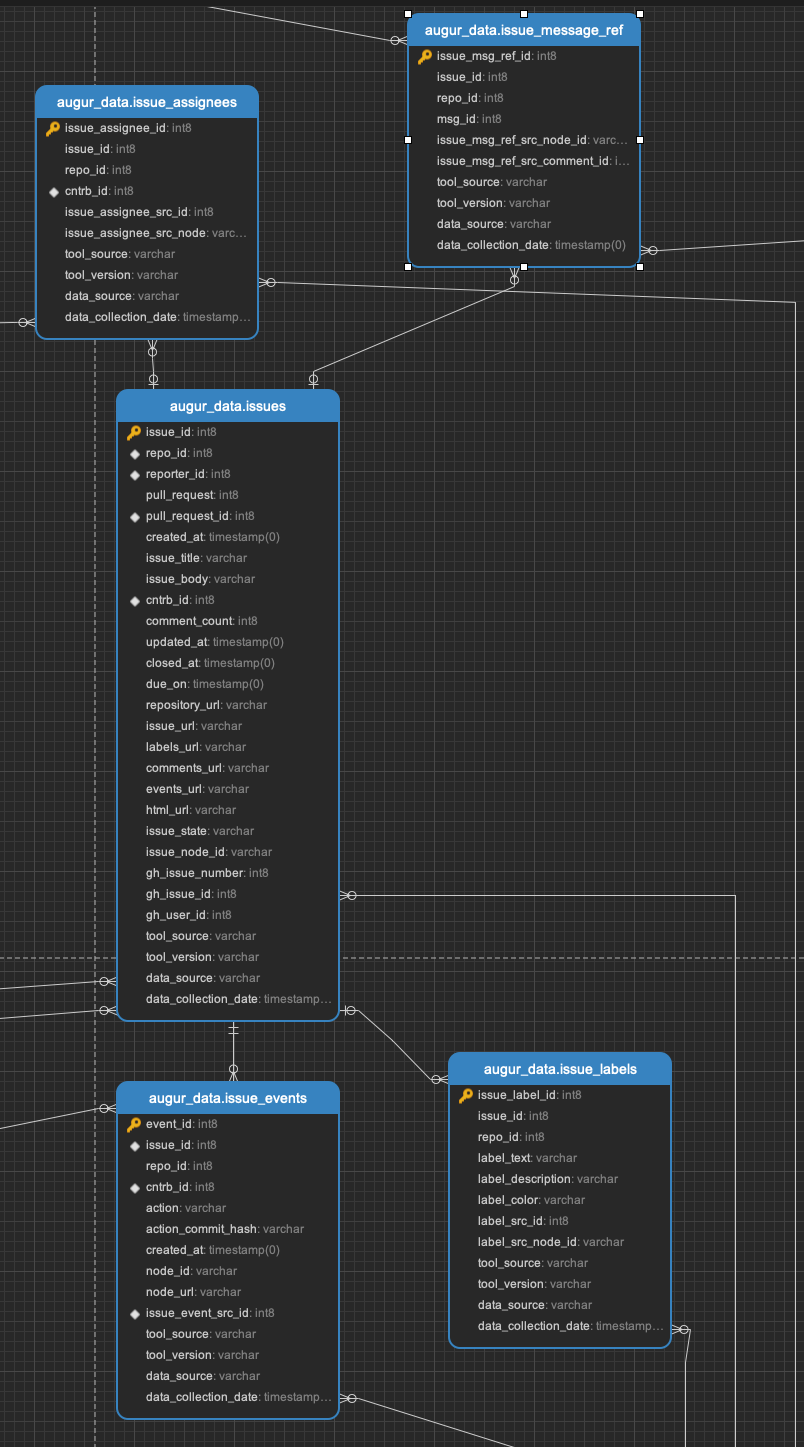 augur_data.issue_message_ref
issue_msg_ref_id: int8
issue_id: int8
repo_id: int8
msg_id: int8
issue_msg_ref_src_node_id: varc...
issue_msg_ref_src_comment_id: i...
tool_source: varchar
tool_version: varchar
data_source: varchar
data_collection_date: timestamp(0)
augur_data.issue_assignees
issue_assignee_id: int8
issue_id: int8
repo_id: int8
cntrb_id: int8
issue_assignee_src_id: int8
issue_assignee_src_node: varc...
tool_source: varchar
tool_version: varchar
data_source: varchar
data_collection_date: timestamp...
augur_data.issues
issue_id: int8
repo_id: int8
reporter_id: int8
pull_request: int8
pull_request_id: int8
created_at: timestamp(0)
issue_title: varchar
issue_body: varchar
cntrb_id: int8
comment_count: int8
updated_at: timestamp(0)
closed_at: timestamp(0)
due_on: timestamp(0)
repository_url: varchar
issue_url: varchar
labels_url: varchar
comments_url: varchar
events_url: varchar
html_url: varchar
issue_state: varchar
issue_node_id: varchar
gh_issue_number: int8
gh_issue_id: int8
gh_user_id: int8
tool_source: varchar
tool_version: varchar
data_source: varchar
data_collection_date: timestamp...
augur_data.issue_events
event_id: int8
issue_id: int8
repo_id: int8
cntrb_id: int8
action: varchar
action_commit_hash: varchar
created_at: timestamp(0)
node_id: varchar
node_url: varchar
issue_event_src_id: int8
tool_source: varchar
tool_version: varchar
data_source: varchar
data_collection_date: timestamp...
augur_data.issue_labels
issue_label_id: int8
issue_id: int8
repo_id: int8
label_text: varchar
label_description: varchar
label_color: varchar
label_src_id: int8
label_src_node_id: varchar
tool_source: varchar
tool_version: varchar
data_source: varchar
data_collection_date: timestamp...